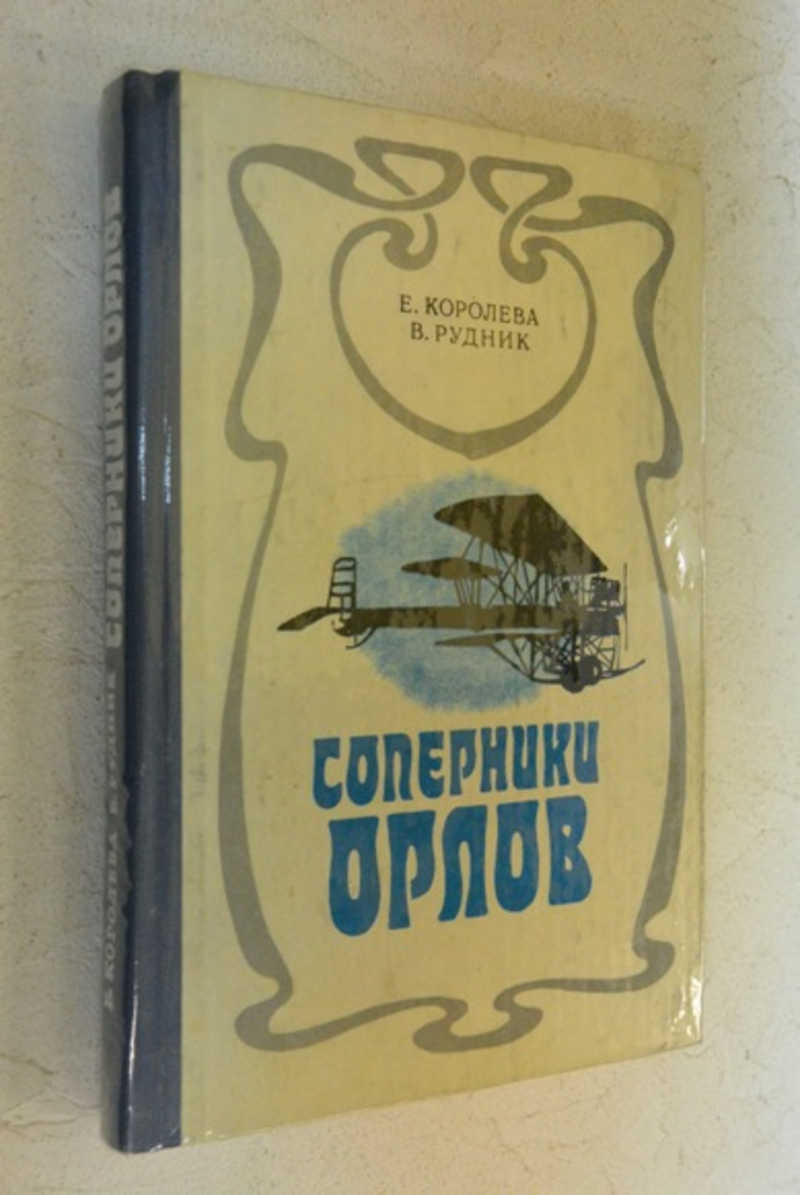 Е. КОРОЛЕВА
В. РУДНИК
СОПЕРНИКИ
ОРЛОВ
Е. КОРОЛЕВА, В. РУДНИК СОПЕРНИКИ ОРЛОВ